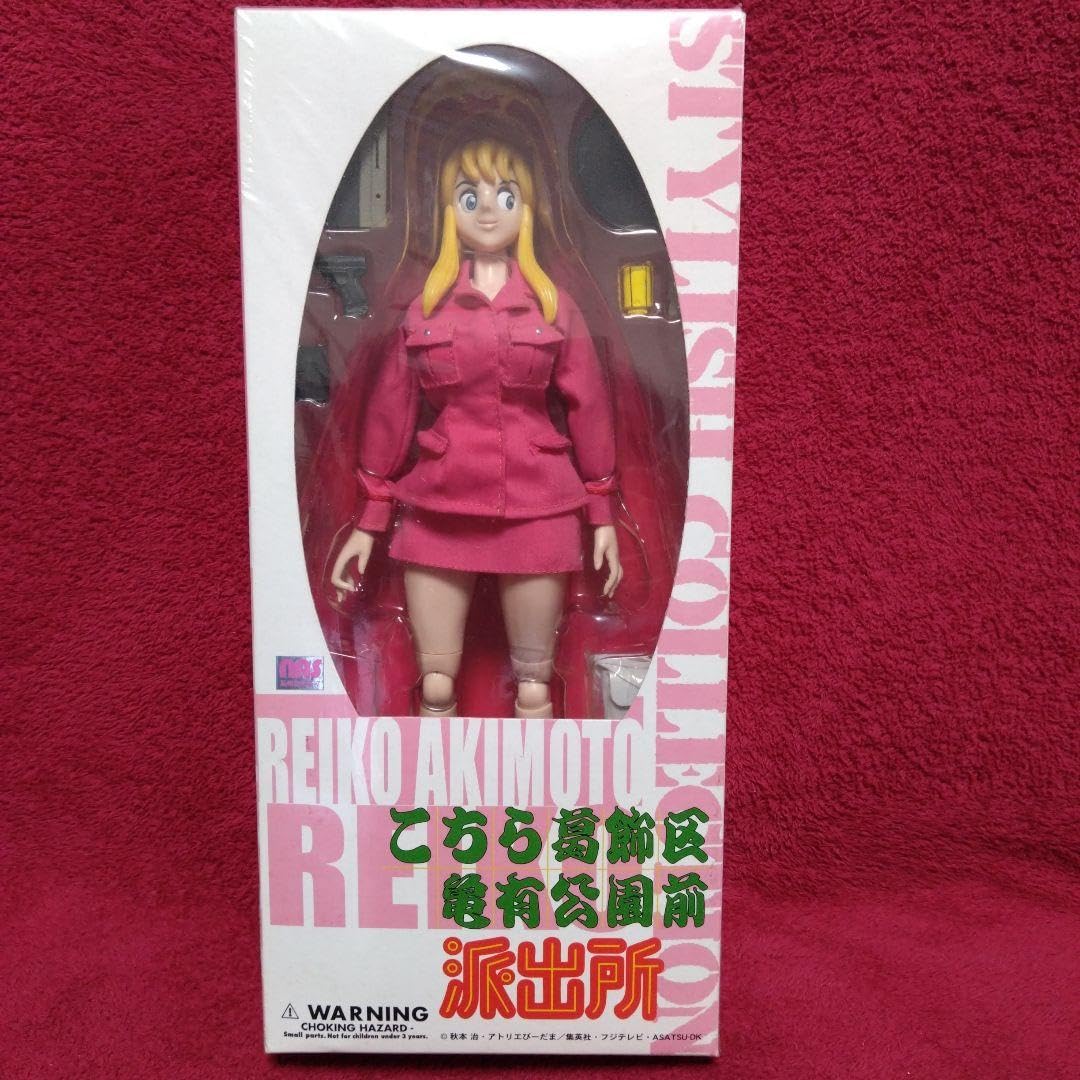 STYLISH COLLECTION
nas
REIKO AKIMOTO
REIKO
こちら葛飾区
亀有公園前
派出所
⚠ WARNING
CHOKING HAZARD -
Small parts. Not for children under 3 years.
© 秋本 治・アトリエびーだま／集英社・フジテレビ・ASATSU-DK